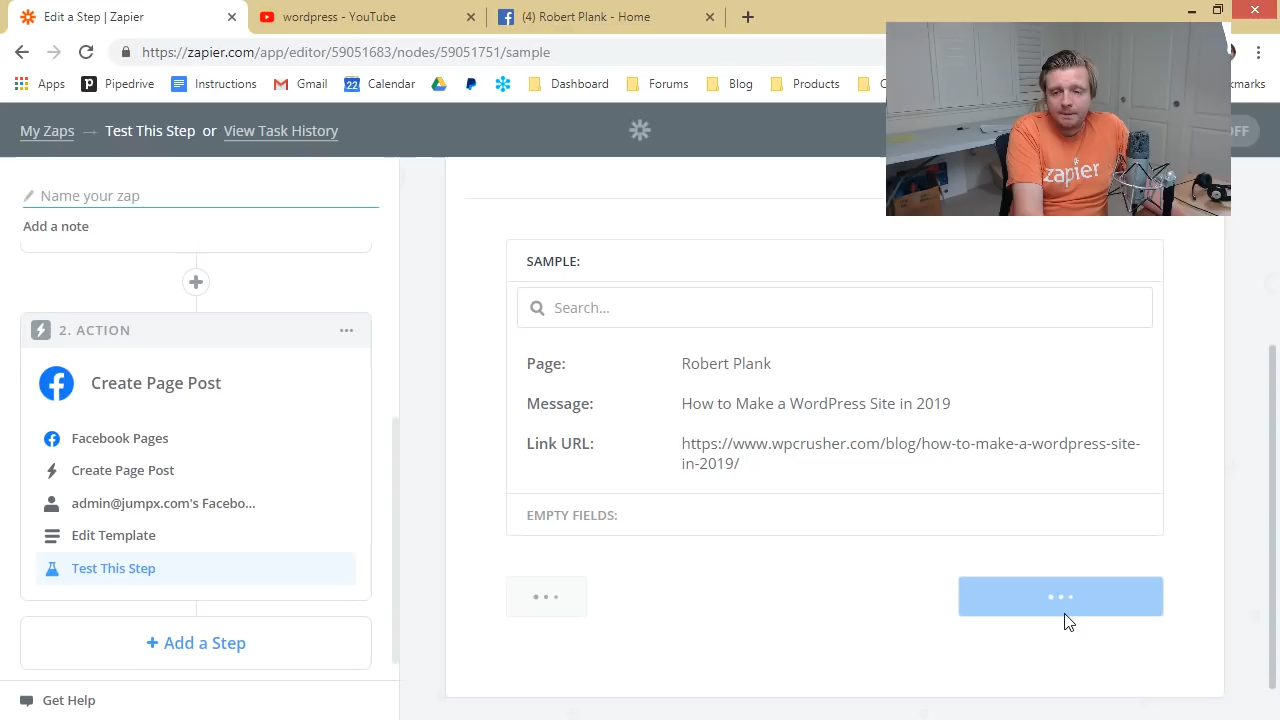 Edit a Step | Zapier
wordpress - YouTube
(4) Robert Plank - Home
https://zapier.com/app/editor/59051683/nodes/59051751/sample
Apps
Pipedrive
Instructions
Gmail
22
Calendar
Dashboard
Forums
Blog
Products
marks
My Zaps → Test This Step or View Task History
OFF
zapier
Name your zap
Add a note
2. ACTION
Create Page Post
Facebook Pages
Create Page Post
admin@jumpx.com's Facebo...
Edit Template
Test This Step
+ Add a Step
Get Help
SAMPLE:
Search...
Page: Robert Plank
Message: How to Make a WordPress Site in 2019
Link URL: https://www.wpcrusher.com/blog/how-to-make-a-wordpress-site-
in-2019/
EMPTY FIELDS: